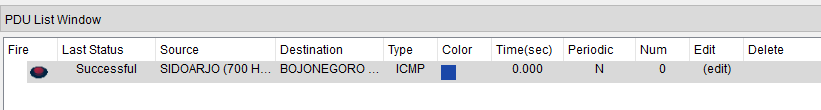 PDU List Window
Fire Last Status Source Destination Type Color Time(sec) Periodic Num Edit Delete
Successful SIDOARJO (700 H... BOJONEGORO ... ICMP 0.000 N 0 (edit)